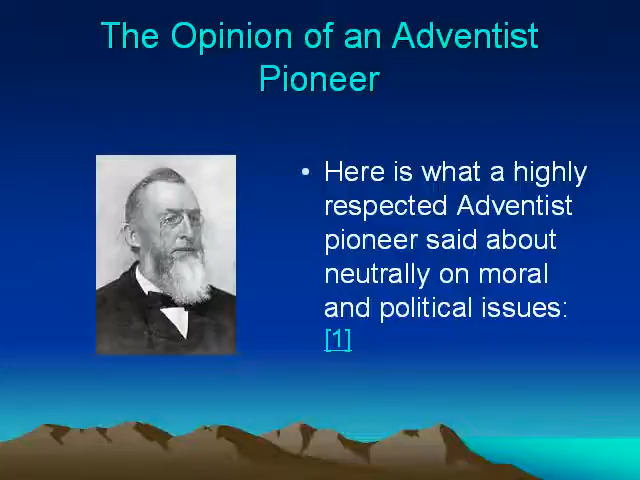 The Opinion of an Adventist
Pioneer
• Here is what a highly
respected Adventist
pioneer said about
neutrally on moral
and political issues:
[1]